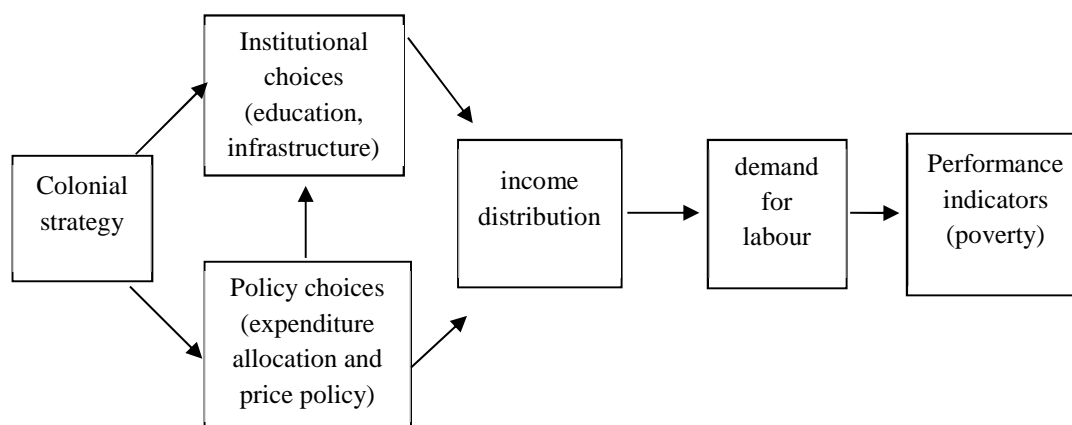 Colonial
strategy
Institutional
choices
(education,
infrastructure)
Policy choices
(expenditure
allocation and
price policy)
income
distribution
demand
for
labour
Performance
indicators
(poverty)